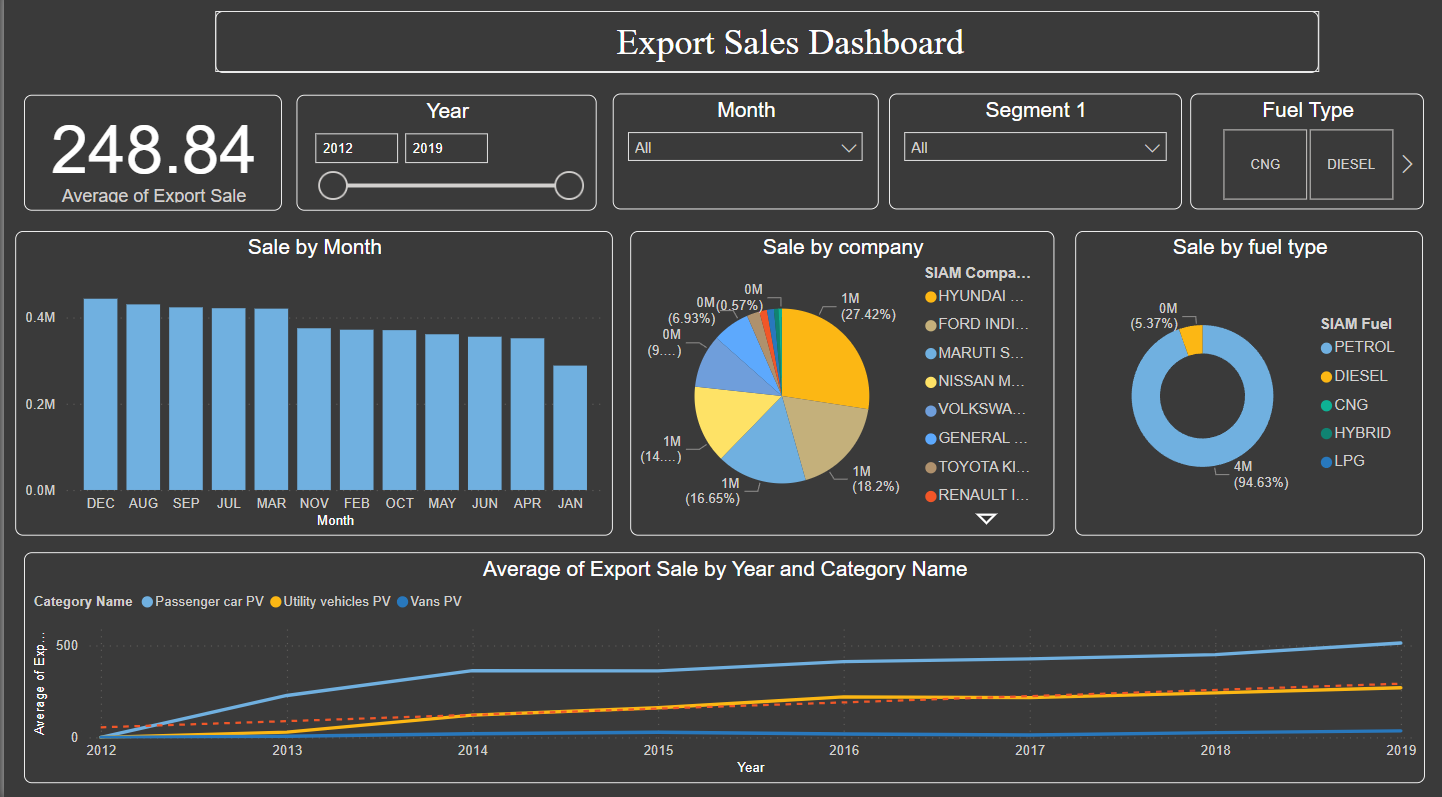 Export Sales Dashboard
248.84
Average of Export Sale
Year
2012 2019
Month
All
Segment 1
All
Fuel Type
CNG DIESEL
Sale by Month
0.4M
0.2M
0.0M
DEC AUG SEP JUL MAR NOV FEB OCT MAY JUN APR JAN
Month
Sale by company
0M
(0.57%)
0M
(6.93%)
0M
(9....)
1M
(14....)
1M
(16.65%)
1M
(18.2%)
1M
(27.42%)
SIAM Compa...
HYUNDAI ...
FORD INDI...
MARUTI S...
NISSAN M...
VOLKSWA...
GENERAL ...
TOYOTA KI...
RENAULT I...
Sale by fuel type
0M
(5.37%)
4M
(94.63%)
SIAM Fuel
PETROL
DIESEL
CNG
HYBRID
LPG
Average of Export Sale by Year and Category Name
Category Name Passenger car PV Utility vehicles PV Vans PV
Average of Exp...
500
0
2012 2013 2014 2015 2016 2017 2018 2019
Year